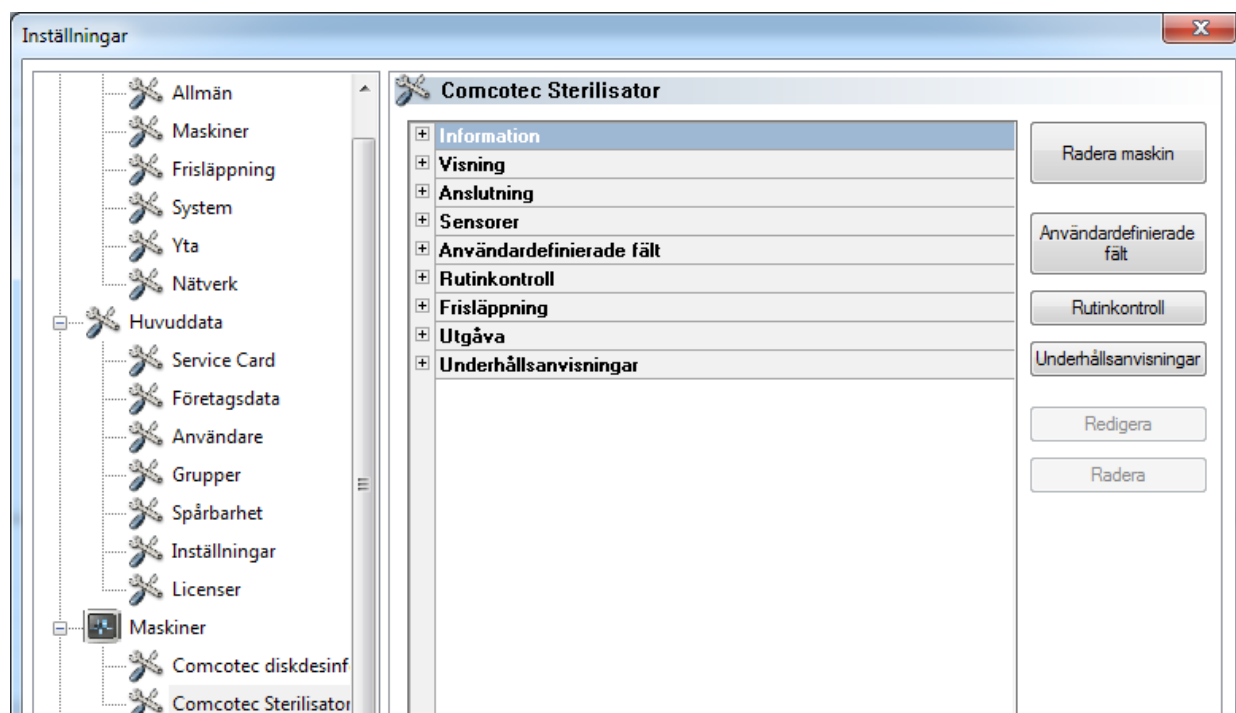 Inställningar
Allmän
Maskiner
Frisläppning
System
Yta
Nätverk
Huvuddata
Service Card
Företagsdata
Användare
Grupper
Spårbarhet
Inställningar
Licenser
Maskiner
Comcotec diskdesinf
Comcotec Sterilisator
Comcotec Sterilisator
Information
Visning
Anslutning
Sensorer
Användardefinierade fält
Rutinkontroll
Frisläppning
Utgåva
Underhållsanvisningar
Radera maskin
Användardefinierade
fält
Rutinkontroll
Underhållsanvisningar
Redigera
Radera